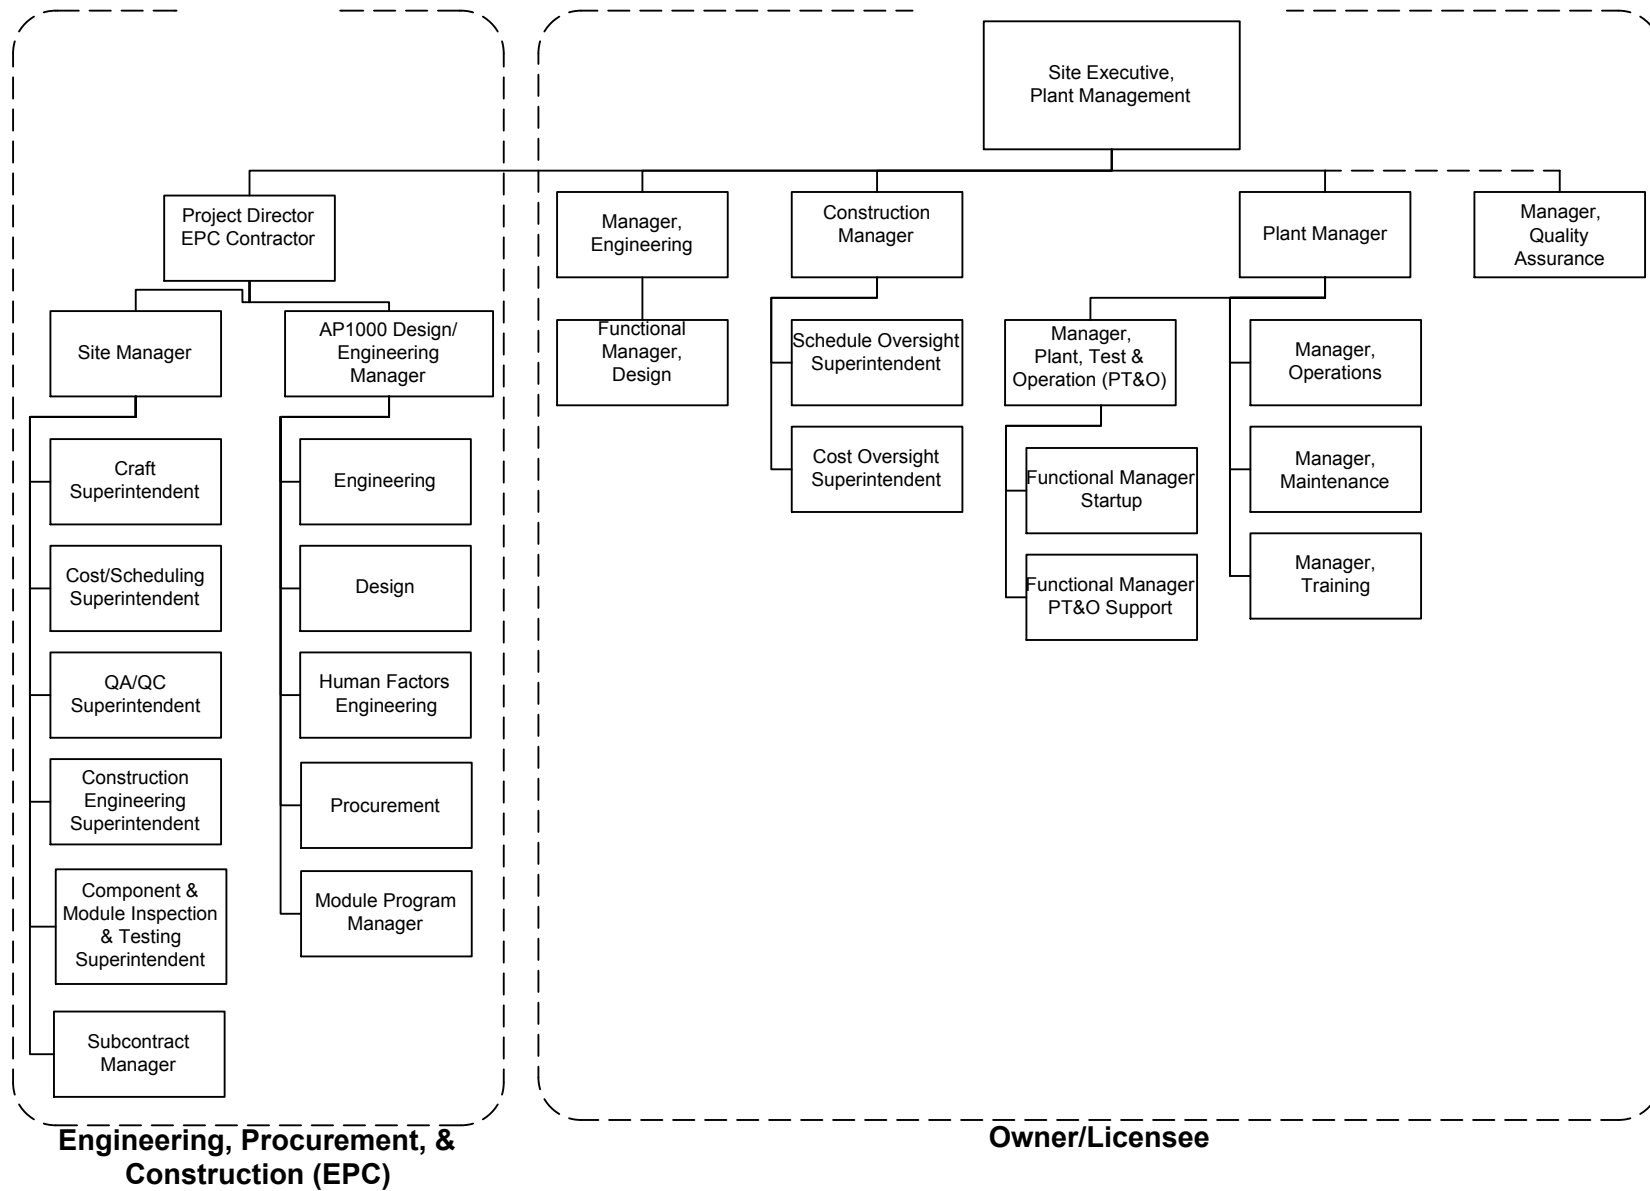 Site Executive,
Plant Management
Project Director
EPC Contractor
Manager,
Engineering
Construction
Manager
Plant Manager
Manager,
Quality
Assurance
Site Manager
AP1000 Design/
Engineering
Manager
Functional
Manager,
Design
Schedule Oversight
Superintendent
Manager,
Plant, Test &
Operation (PT&O)
Manager,
Operations
Craft
Superintendent
Engineering
Cost Oversight
Superintendent
Functional Manager
Startup
Manager,
Maintenance
Cost/Scheduling
Superintendent
Design
Functional Manager
PT&O Support
Manager,
Training
QA/QC
Superintendent
Human Factors
Engineering
Construction
Engineering
Superintendent
Procurement
Component &
Module Inspection
& Testing
Superintendent
Module Program
Manager
Subcontract
Manager
Engineering, Procurement, &
Construction (EPC)
Owner/Licensee